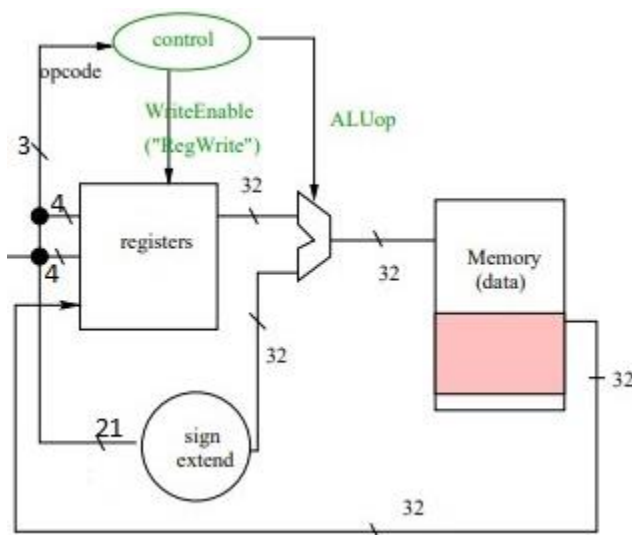 control
opcode
WriteEnable
("RegWrite")
ALUop
3
4
32
registers
4
32
Memory
(data)
32
32
21
sign
extend
32